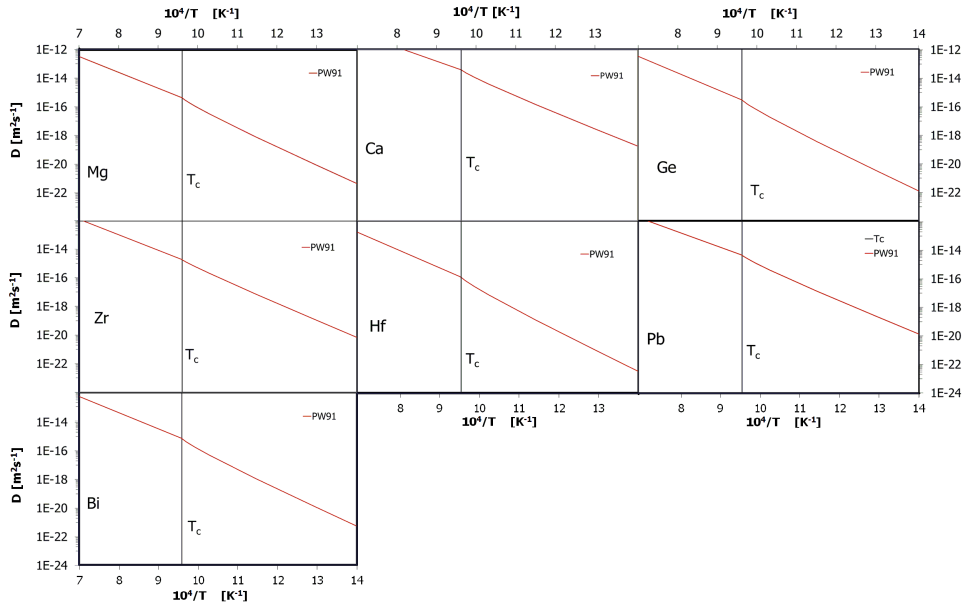 10⁴/T [K⁻¹] 10⁴/T [K⁻¹] 10⁴/T [K⁻¹]
7 8 9 10 11 12 13 8 9 10 11 12 13 8 9 10 11 12 13 14
D [m²s⁻¹]
1E-12
1E-14
1E-16
1E-18
1E-20
1E-22
PW91
Mg
Tc
PW91
Ca
Tc
PW91
Ge
Tc
1E-12
1E-14
1E-16
1E-18
1E-20
1E-22
D [m²s⁻¹]
1E-14
1E-16
1E-18
1E-20
1E-22
PW91
Zr
Tc
PW91
Hf
Tc
Tc
PW91
Pb
Tc
1E-14
1E-16
1E-18
1E-20
1E-22
1E-24
8 9 10 11 12 13
10⁴/T [K⁻¹]
8 9 10 11 12 13 14
10⁴/T [K⁻¹]
D [m²s⁻¹]
1E-14
1E-16
1E-18
1E-20
1E-22
1E-24
PW91
Bi
Tc
7 8 9 10 11 12 13 14
10⁴/T [K⁻¹]